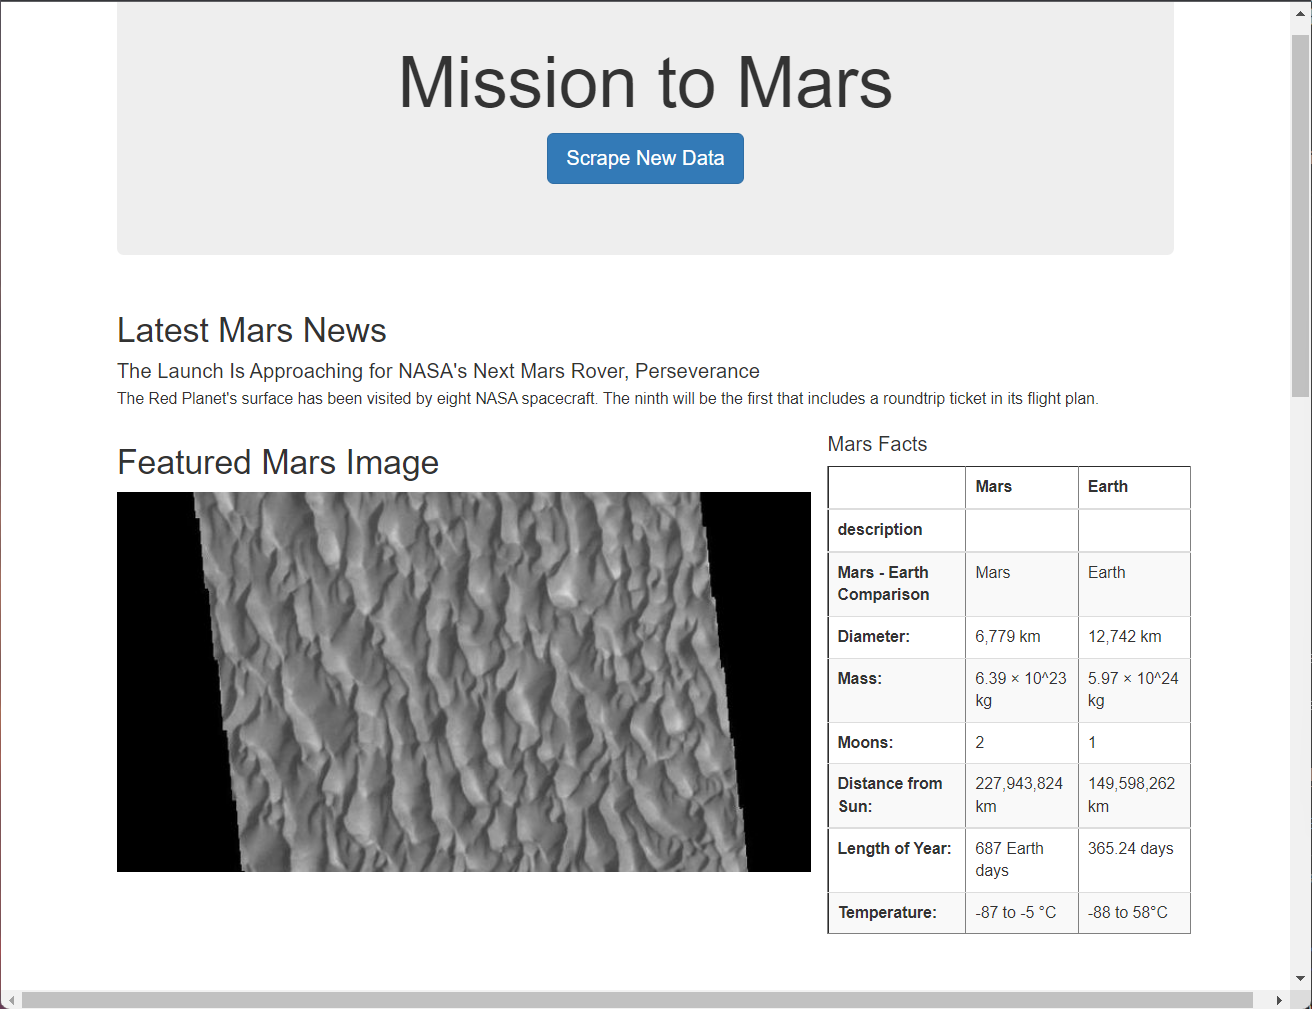 Mission to Mars
Scrape New Data
Latest Mars News
The Launch Is Approaching for NASA's Next Mars Rover, Perseverance
The Red Planet's surface has been visited by eight NASA spacecraft. The ninth will be the first that includes a roundtrip ticket in its flight plan.
Featured Mars Image
Mars Facts
Mars Earth
description
Mars - Earth Comparison Mars Earth
Diameter: 6,779 km 12,742 km
Mass: 6.39 × 10^23 kg 5.97 × 10^24 kg
Moons: 2 1
Distance from Sun: 227,943,824 km 149,598,262 km
Length of Year: 687 Earth days 365.24 days
Temperature: -87 to -5 °C -88 to 58°C